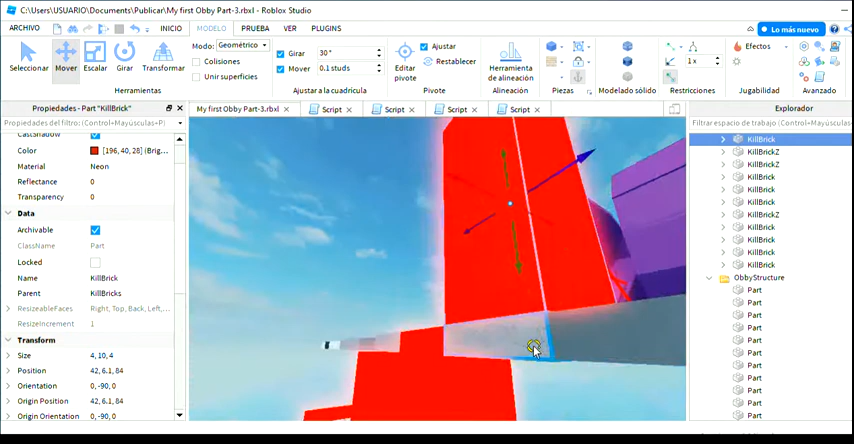 C:\Users\USUARIO\Documents\Publicar\My first Obby Part-3.rbxl - Roblox Studio
ARCHIVO
INICIO
MODELO
PRUEBA
VER
PLUGINS
Lo más nuevo
Seleccionar
Mover
Escalar
Girar
Transformar
Herramientas
Modo: Geométrico
Colisiones
Unir superficies
Girar 30°
Mover 0.1 studs
Ajustar a la cuadrícula
Editar pivote
Ajustar
Restablecer
Pivote
Herramienta de alineación
Alineación
Piezas
Modelado sólido
1 x
Restricciones
Efectos
Jugabilidad
Avanzado
Propiedades - Part "KillBrick"
Propiedades del filtro: (Control+Mayúsculas+P)
CastShadow
Color [196, 40, 28] (Brig...
Material Neon
Reflectance 0
Transparency 0
Data
Archivable
ClassName Part
Locked
Name KillBrick
Parent KillBricks
ResizeableFaces Right, Top, Back, Left,...
ResizeIncrement 1
Transform
Size 4, 10, 4
Position 42, 6.1, 84
Orientation 0, -90, 0
Origin Position 42, 6.1, 84
Origin Orientation 0, -90, 0
My first Obby Part-3.rbxl
Script
Script
Script
Script
Explorador
Filtrar espacio de trabajo (Control+Mayúsculas
KillBrick
KillBrickZ
KillBrickZ
KillBrick
KillBrick
KillBrick
KillBrickZ
KillBrick
KillBrick
KillBrick
KillBrick
ObbyStructure
Part
Part
Part
Part
Part
Part
Part
Part
Part
Part
Part